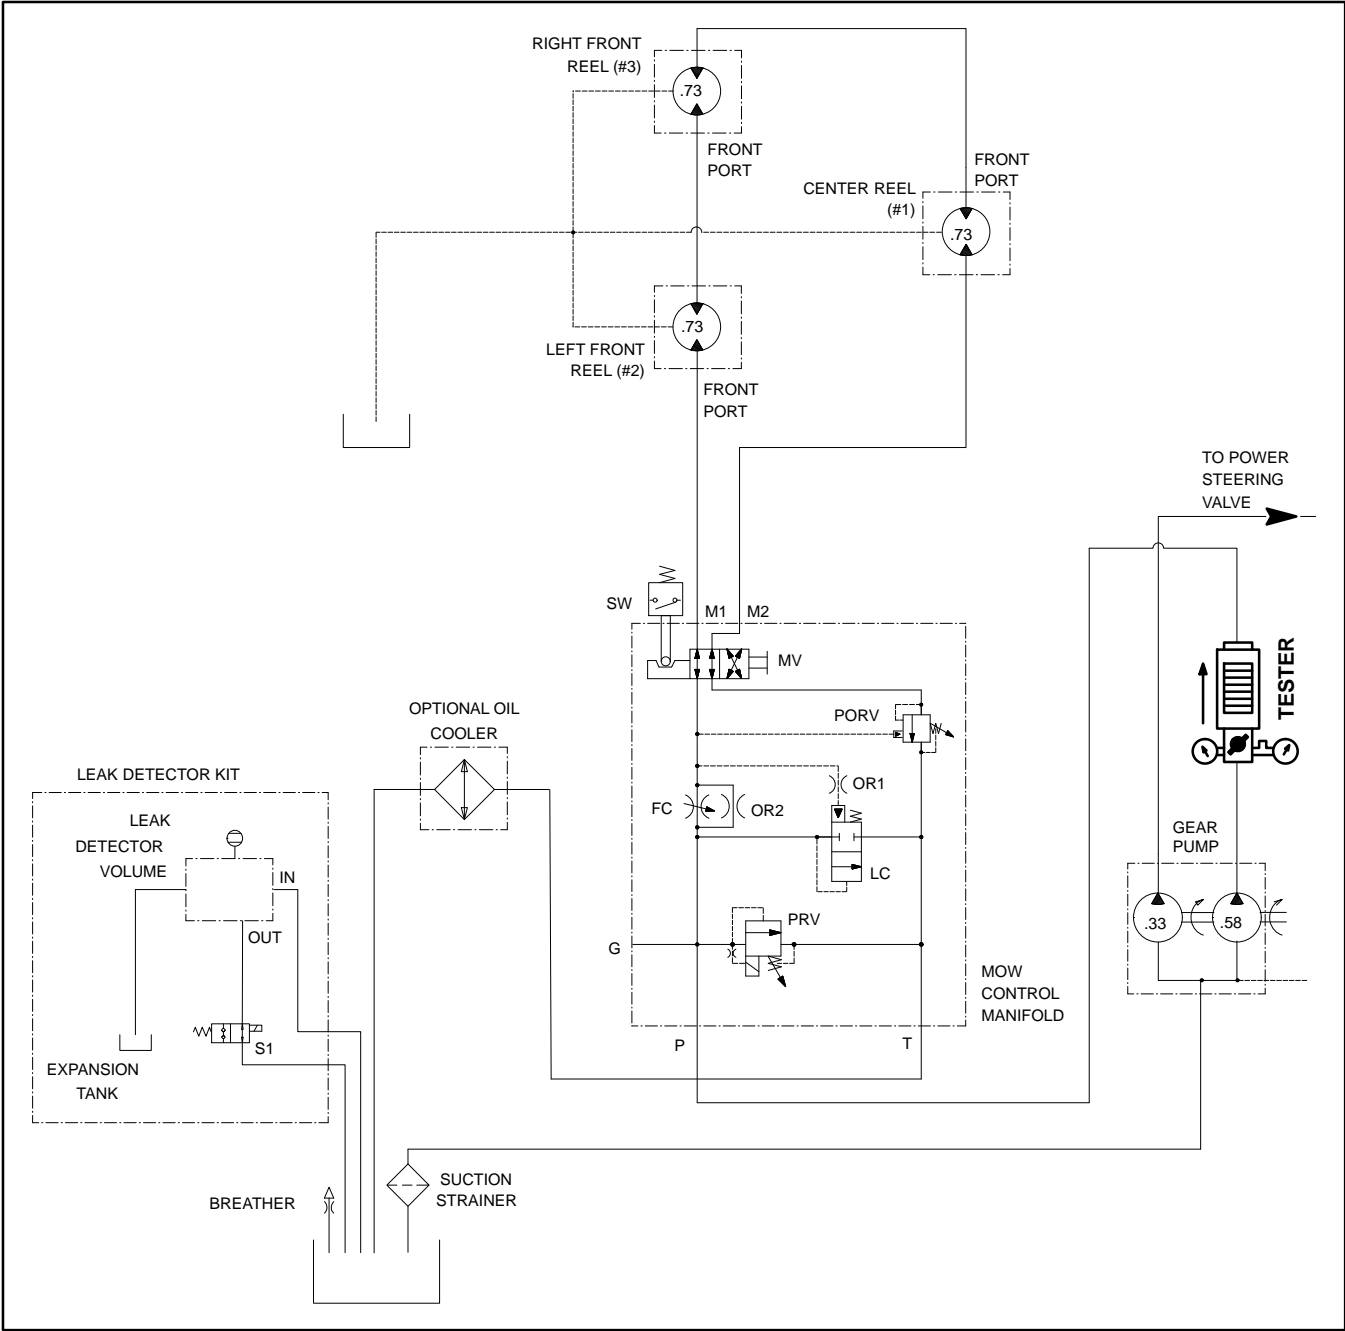 RIGHT FRONT
REEL (#3)
.73
FRONT
PORT
FRONT
PORT
CENTER REEL
(#1)
.73
.73
LEFT FRONT
REEL (#2)
FRONT
PORT
TO POWER
STEERING
VALVE
SW
M1
M2
MV
TESTER
OPTIONAL OIL
COOLER
PORV
LEAK DETECTOR KIT
LEAK
DETECTOR
VOLUME
IN
OUT
FC
OR2
OR1
LC
GEAR
PUMP
.33
.58
PRV
G
MOW
CONTROL
MANIFOLD
P
T
S1
EXPANSION
TANK
BREATHER
SUCTION
STRAINER